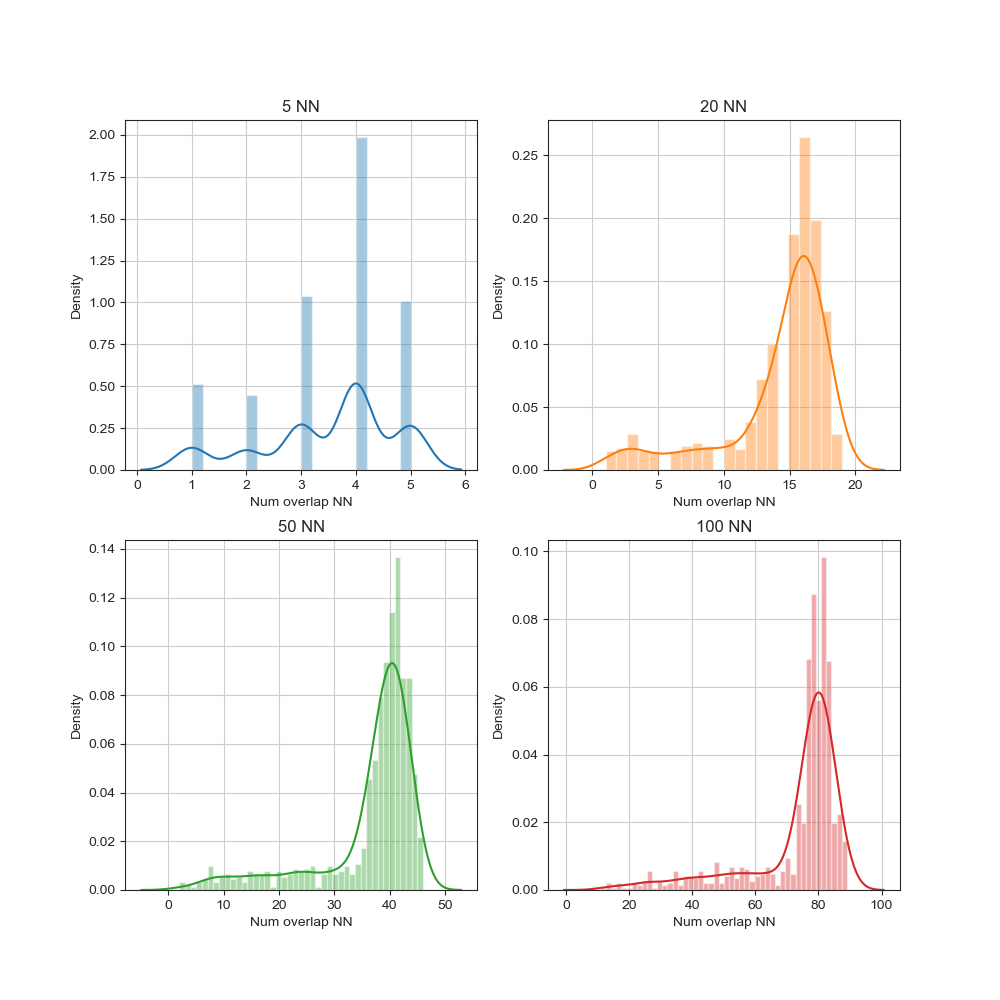 5 NN
2.00
1.75
1.50
1.25
1.00
0.75
0.50
0.25
0.00
Density
0 1 2 3 4 5 6
Num overlap NN
20 NN
0.25
0.20
0.15
0.10
0.05
0.00
Density
0 5 10 15 20
Num overlap NN
50 NN
0.14
0.12
0.10
0.08
0.06
0.04
0.02
0.00
Density
0 10 20 30 40 50
Num overlap NN
100 NN
0.10
0.08
0.06
0.04
0.02
0.00
Density
0 20 40 60 80 100
Num overlap NN